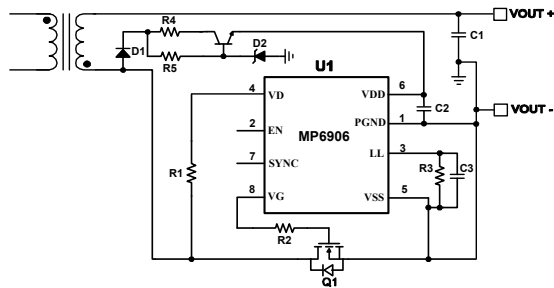 R4
VOUT +
D1
D2
C1
R5
U1
4
VD
VDD
6
C2
VOUT -
2
EN
PGND
1
MP6906
R1
7
SYNC
LL
3
R3
C3
8
VG
VSS
5
R2
Q1